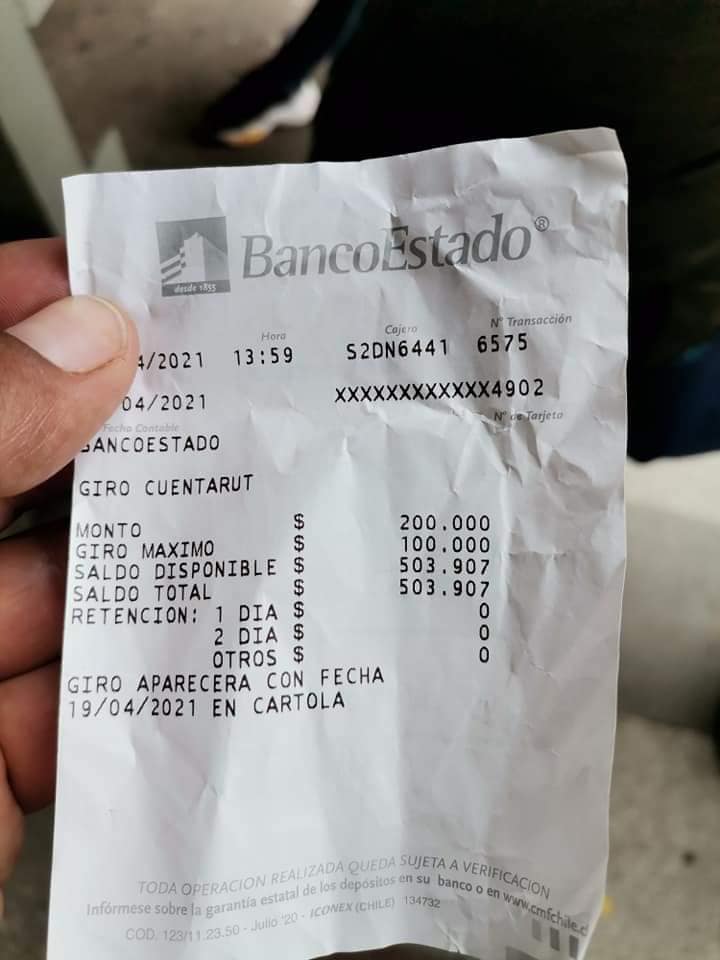 BancoEstado®
desde 1855
Hora Cajero N° Transacción
4/2021 13:59 S2DN6441 6575
04/2021 XXXXXXXXXXXX4902
Fecha Contable N° de Tarjeta
BANCOESTADO
GIRO CUENTARUT
MONTO $ 200.000
GIRO MAXIMO $ 100.000
SALDO DISPONIBLE $ 503.907
SALDO TOTAL $ 503.907
RETENCION: 1 DIA $ 0
2 DIA $ 0
OTROS $ 0
GIRO APARECERA CON FECHA
19/04/2021 EN CARTOLA
TODA OPERACION REALIZADA QUEDA SUJETA A VERIFICACION
Infórmese sobre la garantía estatal de los depósitos en su banco o en www.cmfchile.cl
COD. 123/11.23.50 - Julio '20 - ICONEX (CHILE) 134732